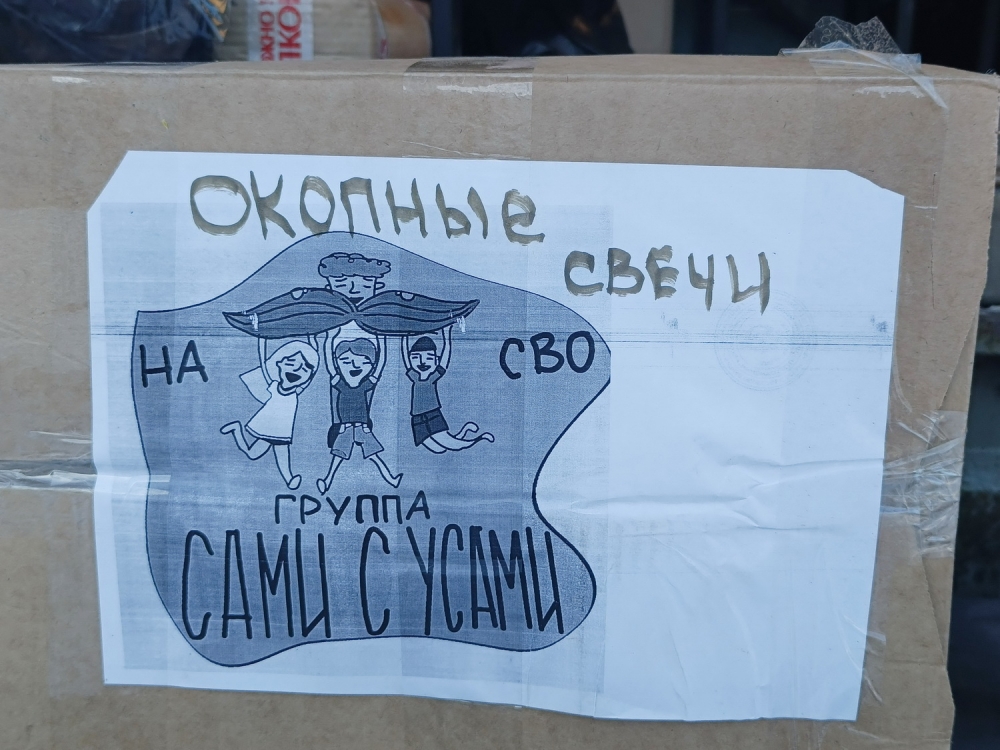 ОКОПНЫЕ
СВЕЧИ
НА СВО
ГРУППА
САМИ С УСАМИ